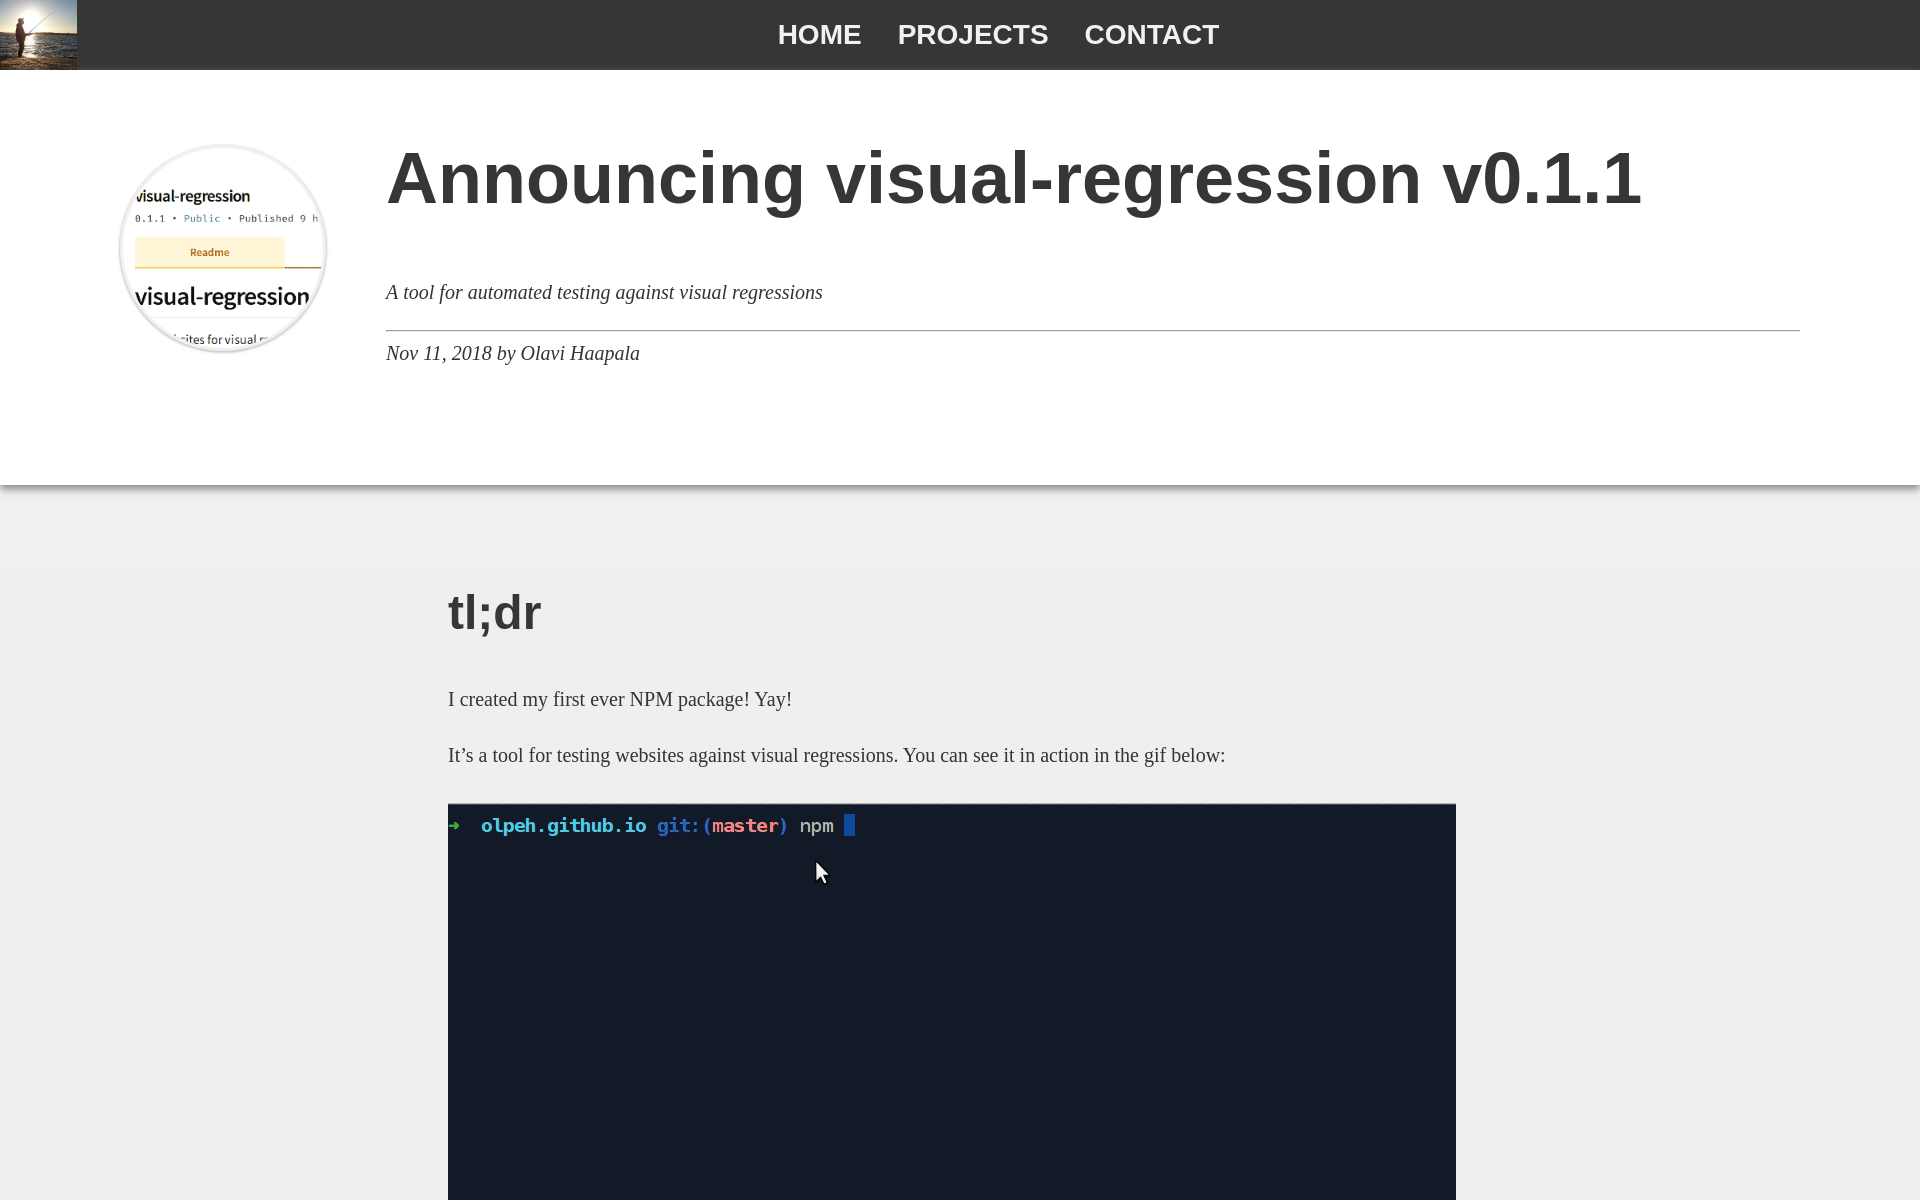 HOME PROJECTS CONTACT
visual-regression
0.1.1 • Public • Published 9 h
Readme
visual-regression
sites for visual re
Announcing visual-regression v0.1.1
A tool for automated testing against visual regressions
Nov 11, 2018 by Olavi Haapala
tl;dr
I created my first ever NPM package! Yay!
It’s a tool for testing websites against visual regressions. You can see it in action in the gif below:
➜ olpeh.github.io git:(master) npm